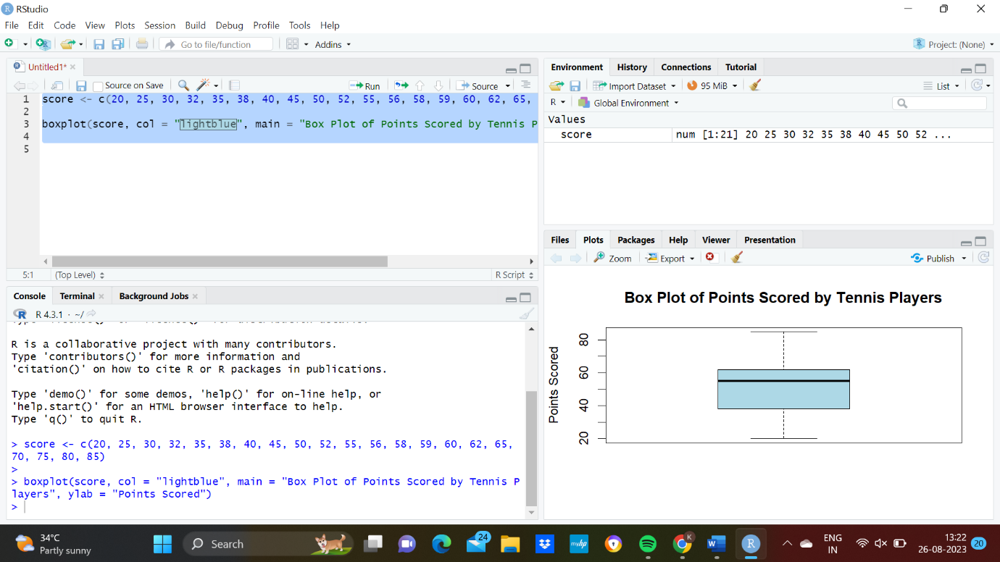 RStudio
File Edit Code View Plots Session Build Debug Profile Tools Help
Go to file/function Addins Project: (None)
Untitled1*
Source on Save Run Source
1 score <- c(20, 25, 30, 32, 35, 38, 40, 45, 50, 52, 55, 56, 58, 59, 60, 62, 65,
2
3 boxplot(score, col = "lightblue", main = "Box Plot of Points Scored by Tennis P
4
5
5:1 (Top Level) R Script
Console Terminal Background Jobs
R 4.3.1 · ~/
R is a collaborative project with many contributors.
Type 'contributors()' for more information and
'citation()' on how to cite R or R packages in publications.
Type 'demo()' for some demos, 'help()' for on-line help, or
'help.start()' for an HTML browser interface to help.
Type 'q()' to quit R.
> score <- c(20, 25, 30, 32, 35, 38, 40, 45, 50, 52, 55, 56, 58, 59, 60, 62, 65,
70, 75, 80, 85)
>
> boxplot(score, col = "lightblue", main = "Box Plot of Points Scored by Tennis P
layers", ylab = "Points Scored")
>
Environment History Connections Tutorial
Import Dataset 95 MiB List
R Global Environment
Values
score num [1:21] 20 25 30 32 35 38 40 45 50 52 ...
Files Plots Packages Help Viewer Presentation
Zoom Export Publish
Box Plot of Points Scored by Tennis Players
Points Scored
80
60
40
20
34°C
Partly sunny
Search
24
myhp
K
W
R
ENG
IN
13:22
26-08-2023
20